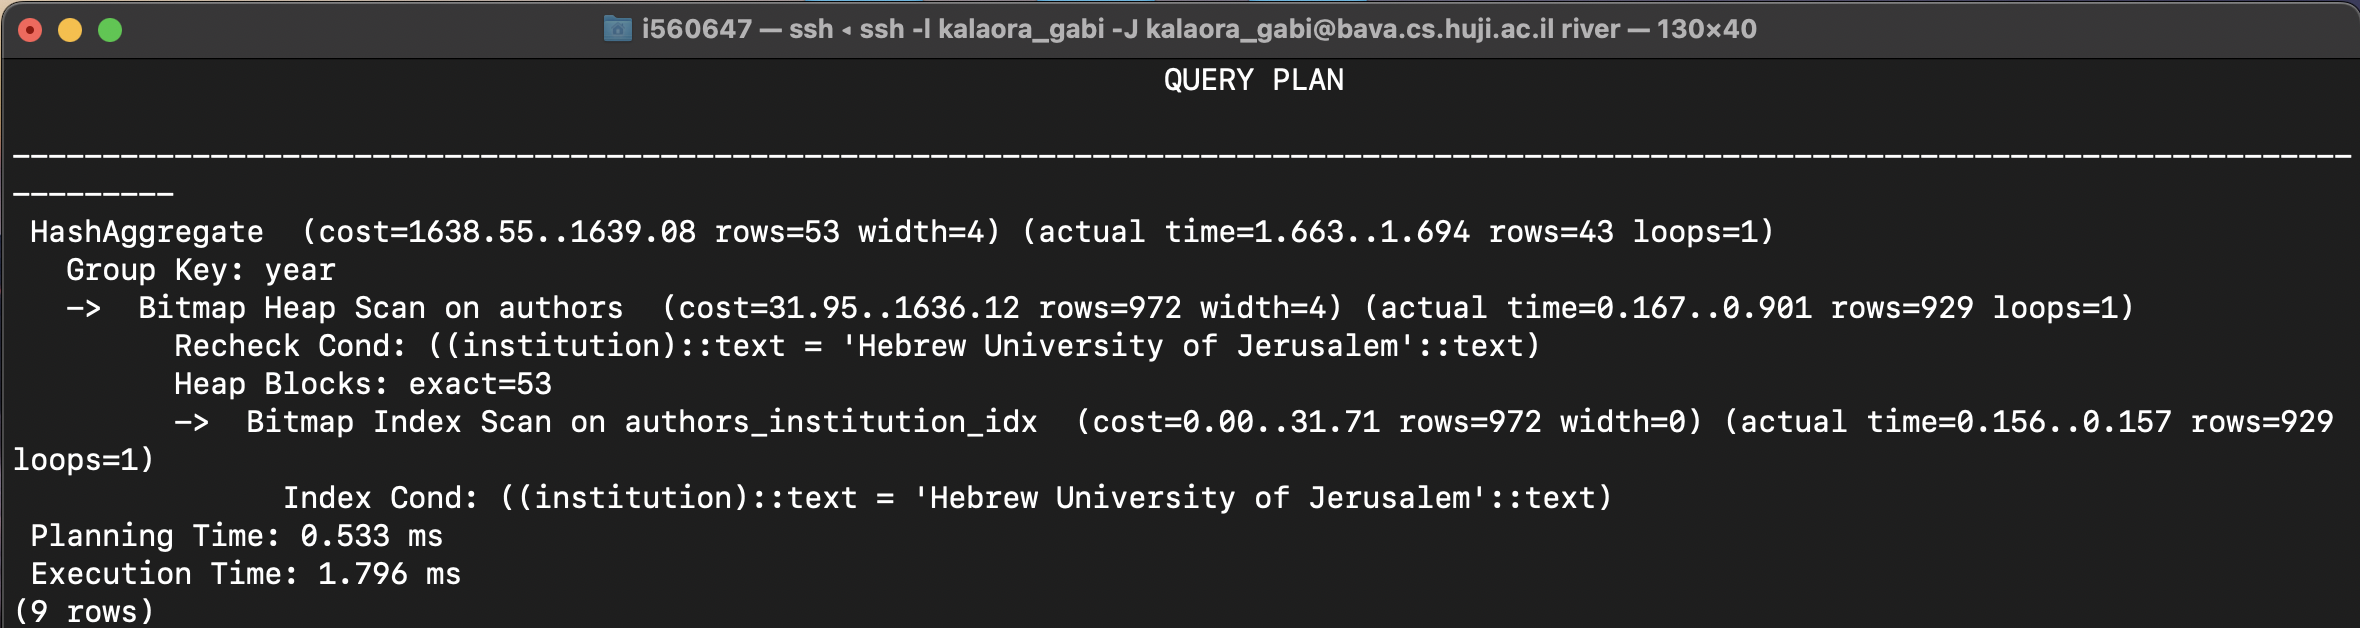 i560647 — ssh ◂ ssh -l kalaora_gabi -J kalaora_gabi@bava.cs.huji.ac.il river — 130×40
QUERY PLAN
----------------------------------------------------------------------------------------------------------------------------------
---------
HashAggregate  (cost=1638.55..1639.08 rows=53 width=4) (actual time=1.663..1.694 rows=43 loops=1)
Group Key: year
->  Bitmap Heap Scan on authors  (cost=31.95..1636.12 rows=972 width=4) (actual time=0.167..0.901 rows=929 loops=1)
Recheck Cond: ((institution)::text = 'Hebrew University of Jerusalem'::text)
Heap Blocks: exact=53
->  Bitmap Index Scan on authors_institution_idx  (cost=0.00..31.71 rows=972 width=0) (actual time=0.156..0.157 rows=929
loops=1)
Index Cond: ((institution)::text = 'Hebrew University of Jerusalem'::text)
Planning Time: 0.533 ms
Execution Time: 1.796 ms
(9 rows)